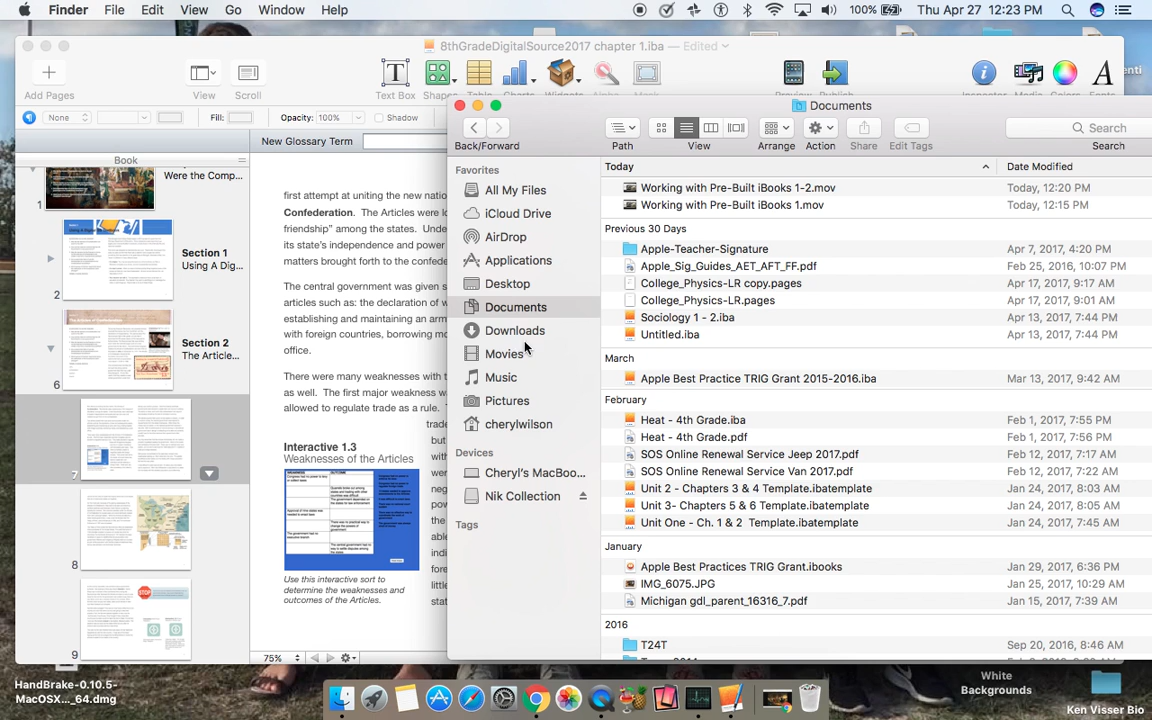 Finder File Edit View Go Window Help 100% Thu Apr 27 12:23 PM
8thGradeDigitalSource2017 chapter 1.iba — Edited
Add Pages View Scroll Text Box
None Fill: Opacity: 100% Shadow
New Glossary Term
Book
Were the Comp...
1
Section 1
Using A Dig...
2
Section 2
The Article...
6
7
8
9
first attempt at uniting the new natio
Confederation. The Articles were lo
friendship" among the states. Unde
its state's independence and power
matters brought forth to the confede
The central government was given s
articles such as: the declaration of w
establishing and maintaining an arm
with foreign countries, borrowing mo
office.
There were many weaknesses with t
as well. The first major weakness w
allowed to regulate trade as a rule.
trade
but
with
Interactive 1.3
Weaknesses of the Articles
Use this interactive sort to
determine the weaknesses and
outcomes of the Articles.
75%
Documents
Back/Forward Path View Arrange Action Share Edit Tags Search
Search
Favorites
All My Files
iCloud Drive
AirDrop
Applications
Desktop
Documents
Downloads
Movies
Music
Pictures
cherylwilson
Devices
Cheryl's MacBoo...
Nik Collection
Tags
Today Date Modified
Working with Pre-Built iBooks 1-2.mov Today, 12:20 PM
Working with Pre-Built iBooks 1.mov Today, 12:15 PM
Previous 30 Days
Apple-Teacher-Signature Apr 7, 2017, 4:20 PM
Apple_Sig_Guides_AET_AFT_FF.pdf Feb 25, 2016, 10:07 PM
College_Physics-LR copy.pages Apr 17, 2017, 9:17 AM
College_Physics-LR.pages Apr 17, 2017, 9:01 AM
Sociology 1 - 2.iba Apr 13, 2017, 7:44 PM
Untitled.iba Apr 13, 2017, 7:44 PM
March
Apple Best Practice TRIG Grant 2015-2016.iba Mar 13, 2017, 9:42 AM
February
Heat - 4th Grade.iba Feb 1, 2017, 7:55 PM
Heat - 4th Grade.pdf Feb 1, 2017, 7:56 PM
SOS Online Renewal Service Jeep 2017.pdf Feb 12, 2017, 7:17 AM
SOS Online Renewal Service Van 2017.pdf Feb 12, 2017, 7:22 AM
Unit 2 - Chapters 3 & 4 Template.ibatemplate Jan 24, 2017, 8:03 AM
Unit 3- Chapters 5 & 6 Template.ibatemplate Jan 24, 2017, 8:05 AM
Unit One - Ch. 1 & 2 Template.ibatemplate Jan 24, 2017, 7:45 AM
January
Apple Best Practices TRIG Grant.ibooks Jan 29, 2017, 6:36 PM
IMG_6075.JPG Jan 25, 2017, 10:29 AM
Michigan gdl_parent_16316_7.pdf Jan 15, 2017, 7:39 AM
2016
T24T Sep 20, 2016, 8:46 AM
HandBrake-0.10.5-
MacOSX..._64.dmg
White
Backgrounds
Ken Visser Bio